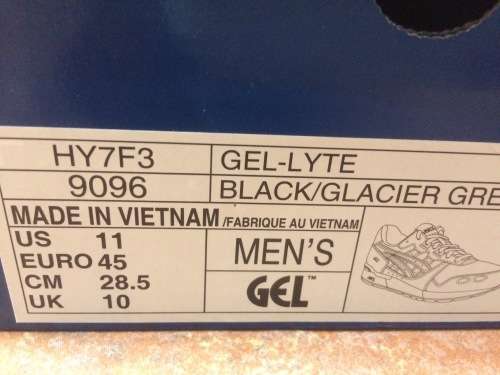 HY7F3 GEL-LYTE
9096 BLACK/GLACIER GRE
MADE IN VIETNAM /FABRIQUE AU VIETNAM
US 11
EURO 45
CM 28.5
UK 10
MEN'S
GEL™